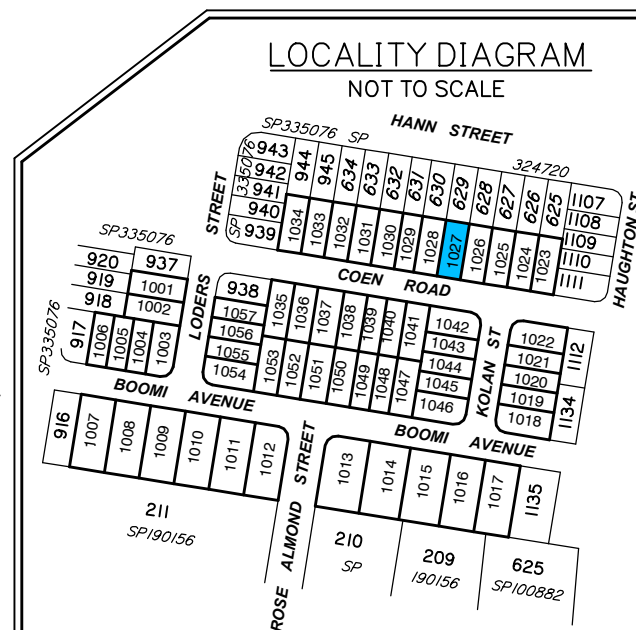 LOCALITY DIAGRAM
NOT TO SCALE
HANN STREET
SP335076 SP 324720
943
942
941
940
939
335076
SP
STREET
944 945 634 633 632 631 630 629 628 627 626 625
1107
1108
1109
1110
1111
HAUGHTON ST
1034 1033 1032 1031 1030 1029 1028 1027 1026 1025 1024 1023
COEN ROAD
SP335076
920 937
919 1001
918 1002
917 1006 1005 1004 1003
SP335076
LODERS
938
1057
1056
1055
1054
1035 1036 1037 1038 1039 1040 1041
1053 1052 1051 1050 1049 1048 1047
1042
1043
1044
1045
1046
KOLAN ST
1022
1021
1020
1019
1018
1112
1134
BOOMI AVENUE
BOOMI AVENUE
916 1007 1008 1009 1010 1011 1012
ROSE ALMOND STREET
1013 1014 1015 1016 1017 1135
211
SP190156
210
SP
209
190156
625
SP100882